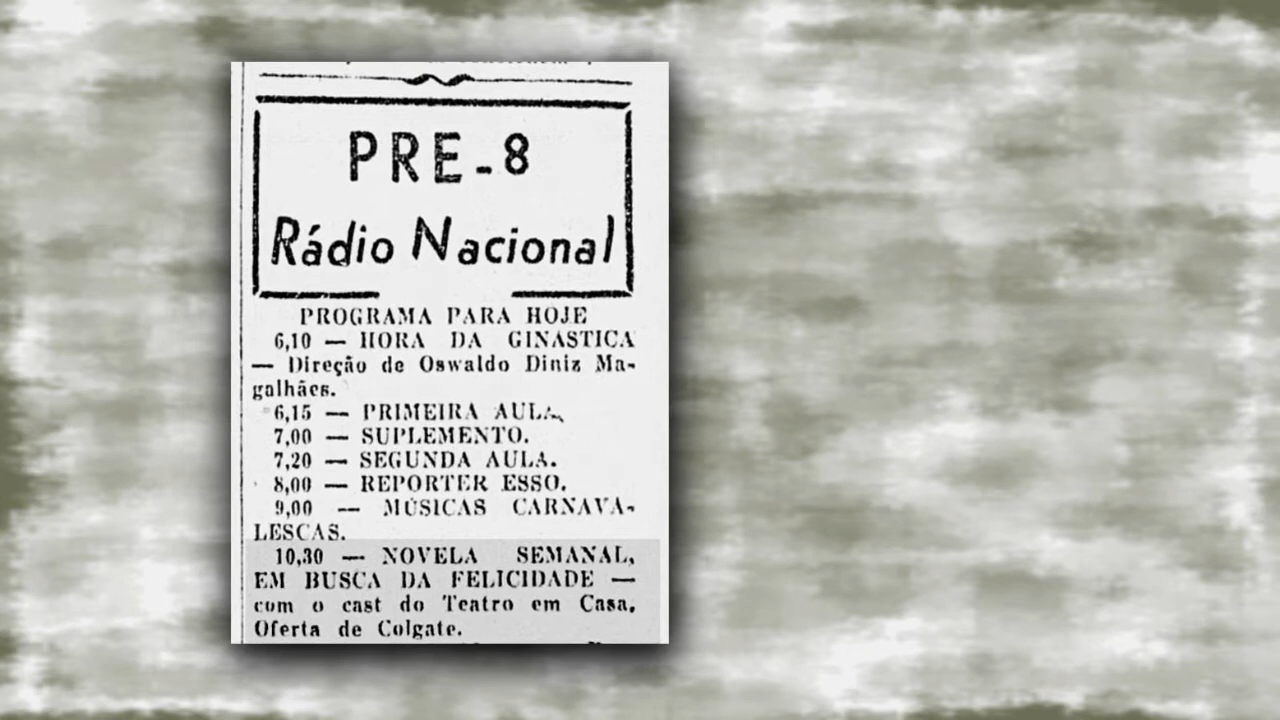 PRE-8
Rádio Nacional
PROGRAMA PARA HOJE
6,10 — HORA DA GINASTICA
— Direção de Oswaldo Diniz Ma-
galhães.
6,15 — PRIMEIRA AULA.
7,00 — SUPLEMENTO.
7,20 — SEGUNDA AULA.
8,00 — REPORTER ESSO.
9,00 — MÚSICAS CARNAVA-
LESCAS.
10,30 — NOVELA SEMANAL,
EM BUSCA DA FELICIDADE —
com o cast do Teatro em Casa.
Oferta de Colgate.